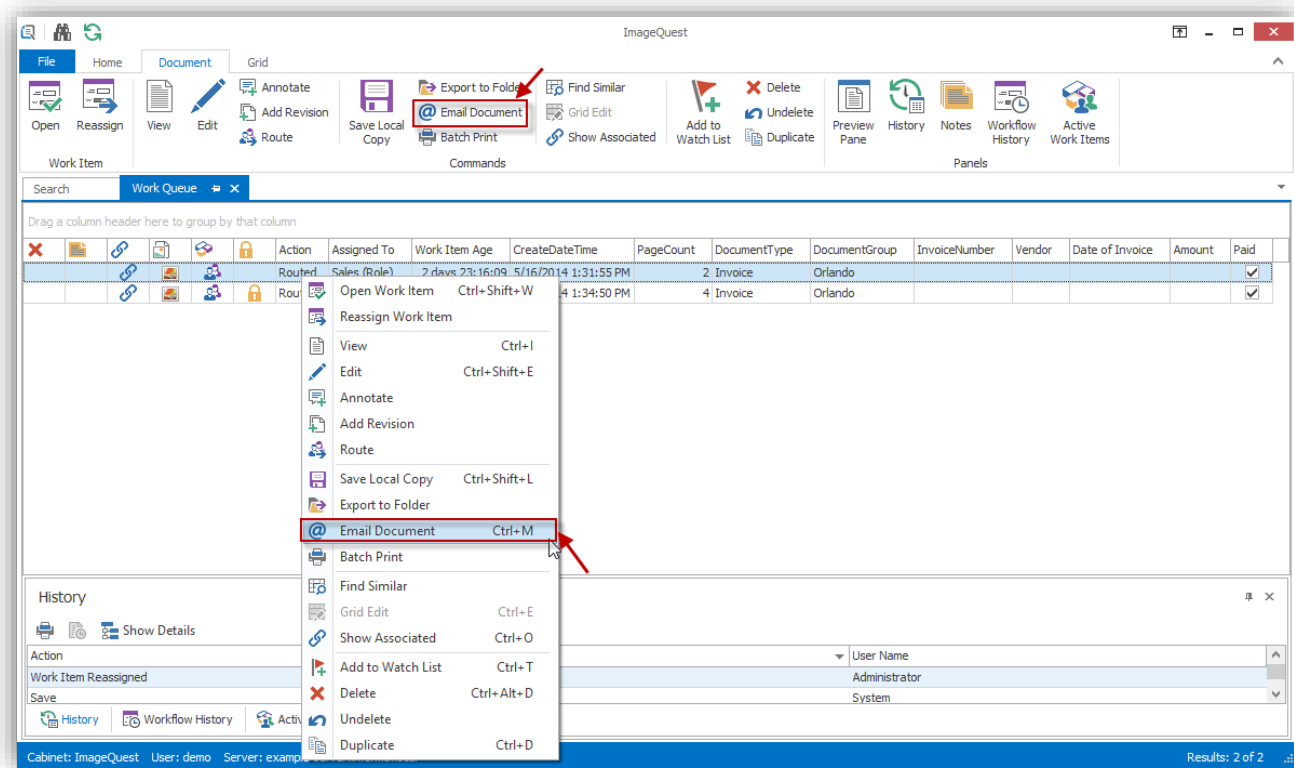 ImageQuest
File Home Document Grid
Open
Reassign
Work Item
View
Edit
Annotate
Add Revision
Route
Save Local
Copy
Export to Folder
@ Email Document
Batch Print
Find Similar
Grid Edit
Show Associated
Add to
Watch List
Delete
Undelete
Duplicate
Commands
Preview
Pane
History
Notes
Workflow
History
Active
Work Items
Panels
Search Work Queue
Drag a column header here to group by that column
Action Assigned To Work Item Age CreateDateTime PageCount DocumentType DocumentGroup InvoiceNumber Vendor Date of Invoice Amount Paid
Routed Sales (Role) 2 days 23:16:09 5/16/2014 1:31:55 PM 2 Invoice Orlando
Rou 4 1:34:50 PM 4 Invoice Orlando
Open Work Item Ctrl+Shift+W
Reassign Work Item
View Ctrl+I
Edit Ctrl+Shift+E
Annotate
Add Revision
Route
Save Local Copy Ctrl+Shift+L
Export to Folder
@ Email Document Ctrl+M
Batch Print
Find Similar
Grid Edit Ctrl+E
Show Associated Ctrl+O
Add to Watch List Ctrl+T
Delete Ctrl+Alt+D
Undelete
Duplicate Ctrl+D
History
Show Details
Action User Name
Work Item Reassigned Administrator
Save System
History Workflow History Activ
Cabinet: ImageQuest User: demo Server: Results: 2 of 2